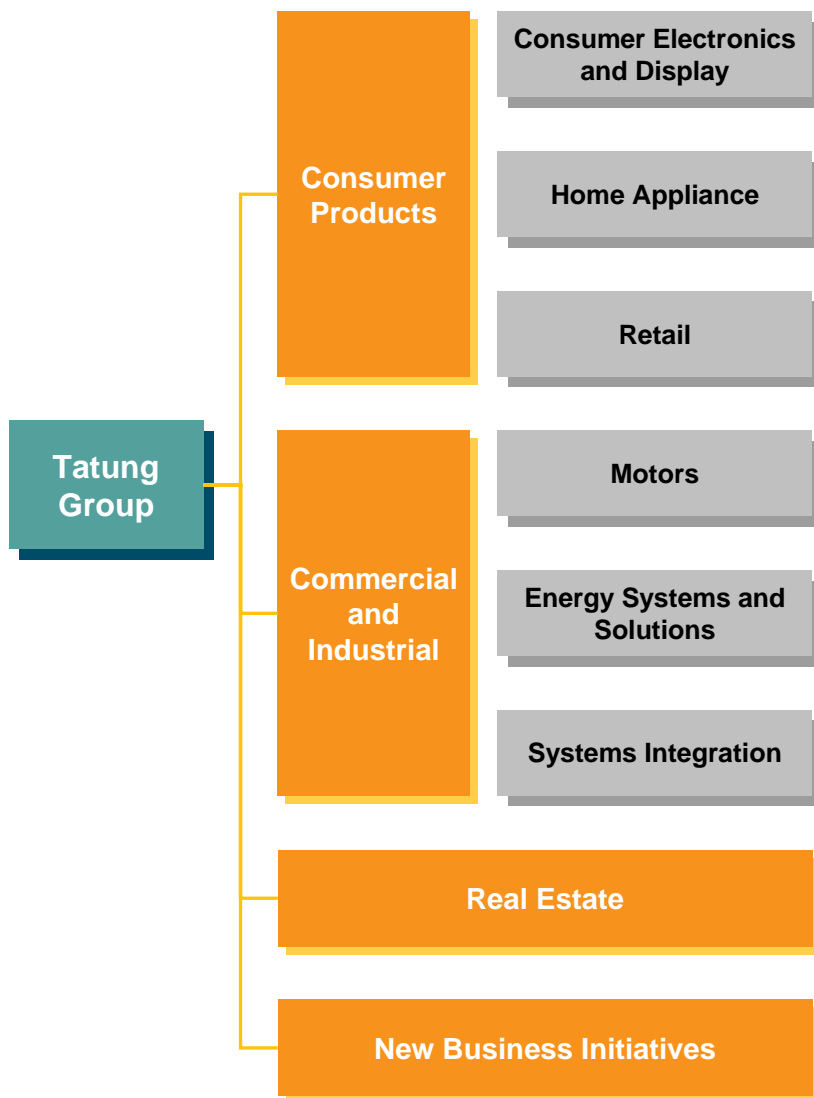 Tatung
Group
Consumer
Products
Consumer Electronics
and Display
Home Appliance
Retail
Commercial
and
Industrial
Motors
Energy Systems and
Solutions
Systems Integration
Real Estate
New Business Initiatives